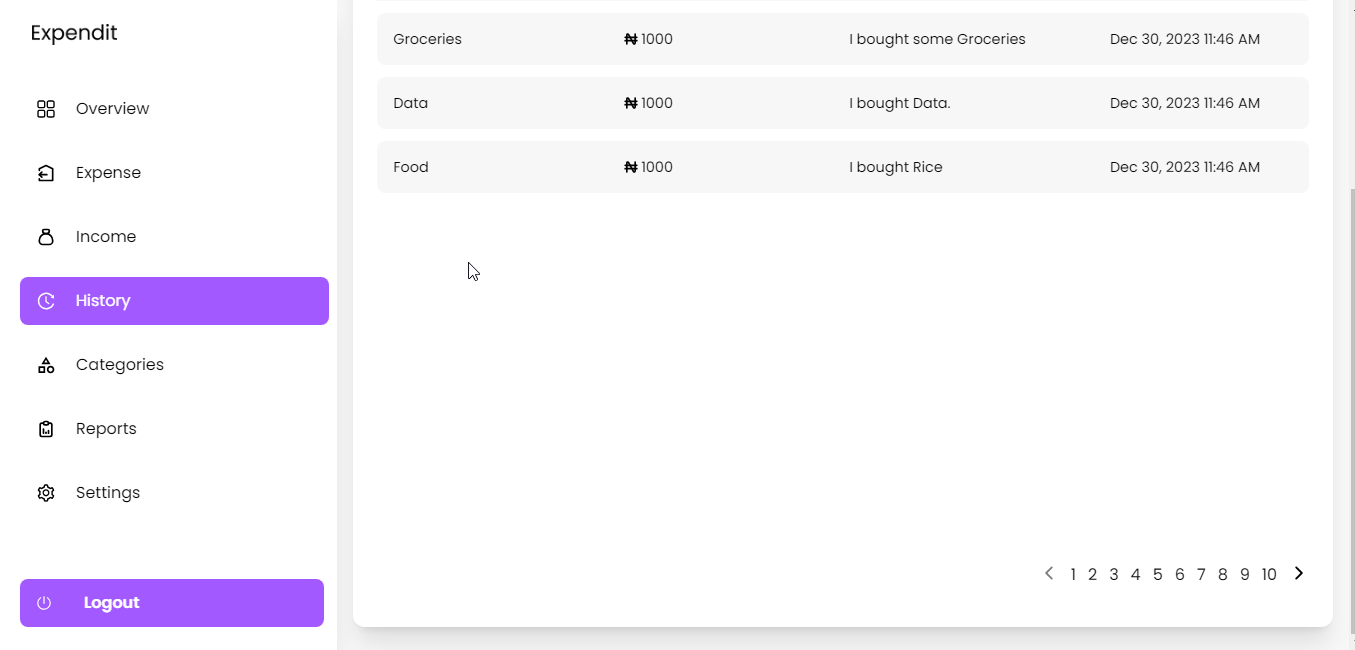 Expendit
Overview
Expense
Income
History
Categories
Reports
Settings
Logout
Groceries ₦ 1000 I bought some Groceries Dec 30, 2023 11:46 AM
Data ₦ 1000 I bought Data. Dec 30, 2023 11:46 AM
Food ₦ 1000 I bought Rice Dec 30, 2023 11:46 AM
1 2 3 4 5 6 7 8 9 10